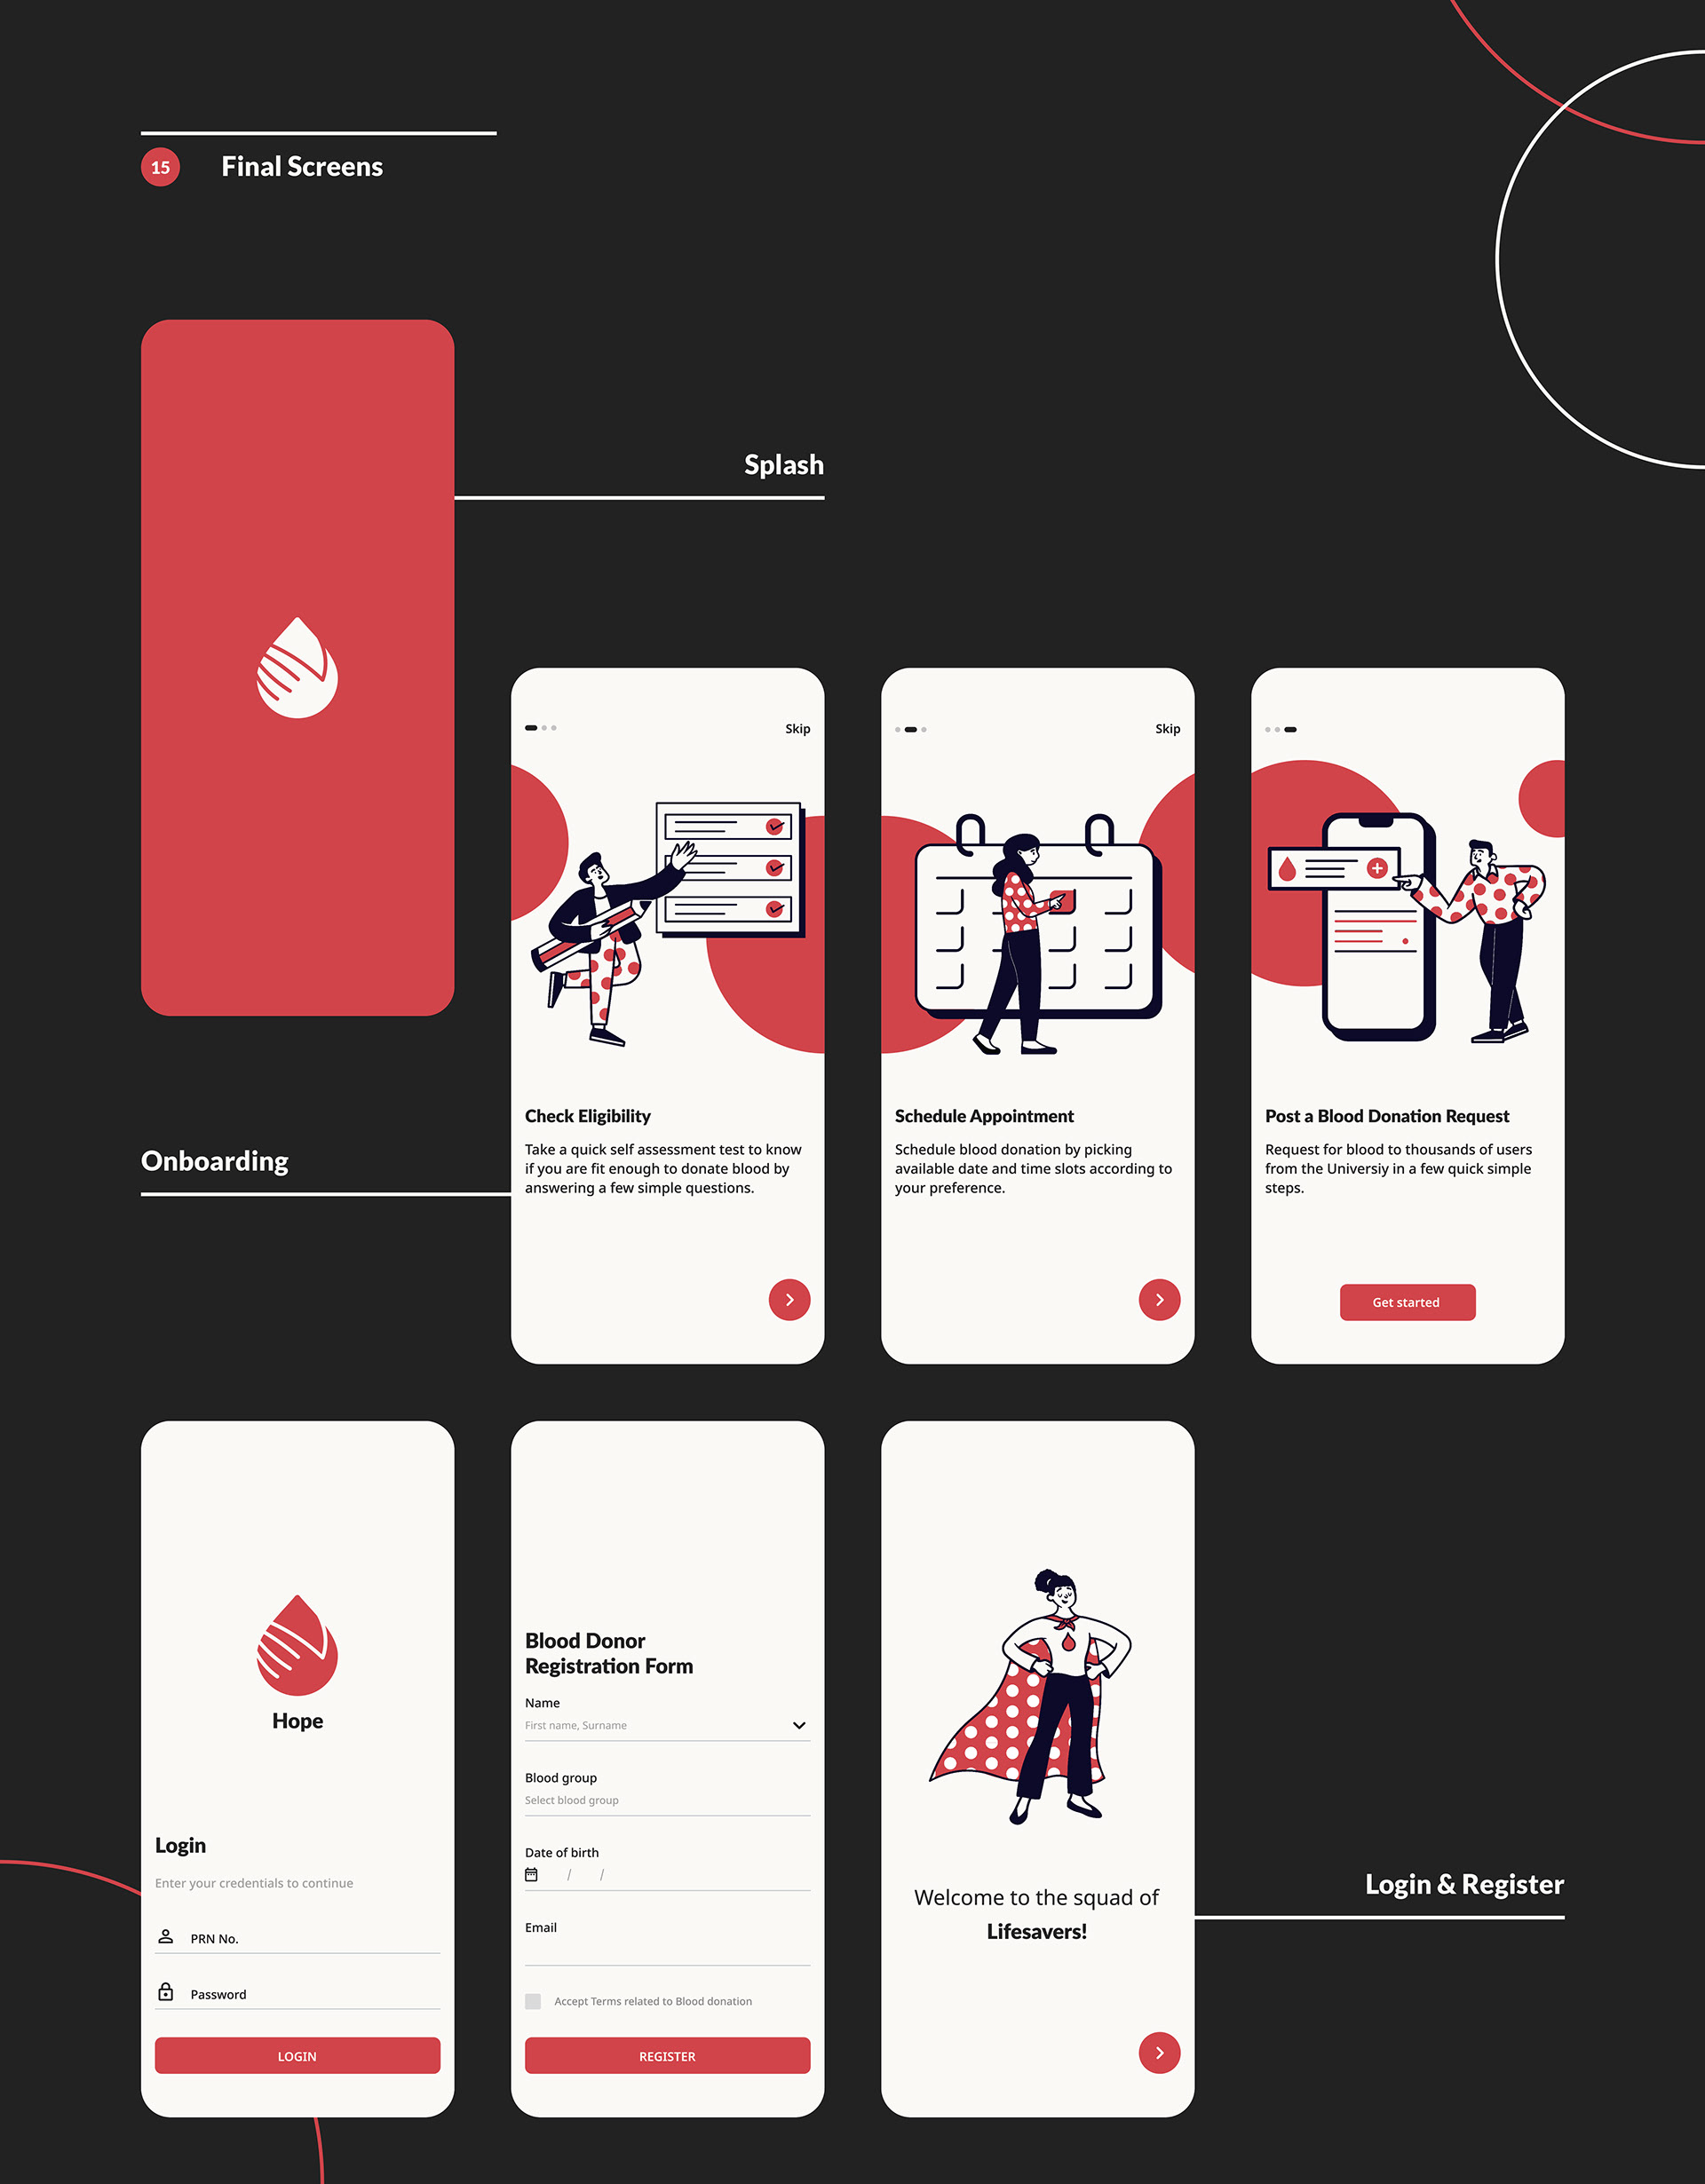 15 Final Screens
Splash
Skip
Skip
Check Eligibility
Take a quick self assessment test to know
if you are fit enough to donate blood by
answering a few simple questions.
Schedule Appointment
Schedule blood donation by picking
available date and time slots according to
your preference.
Post a Blood Donation Request
Request for blood to thousands of users
from the Universiy in a few quick simple
steps.
Get started
Onboarding
Hope
Login
Enter your credentials to continue
PRN No.
Password
LOGIN
Blood Donor
Registration Form
Name
First name, Surname
Blood group
Select blood group
Date of birth
/ /
Email
Accept Terms related to Blood donation
REGISTER
Welcome to the squad of
Lifesavers!
Login & Register